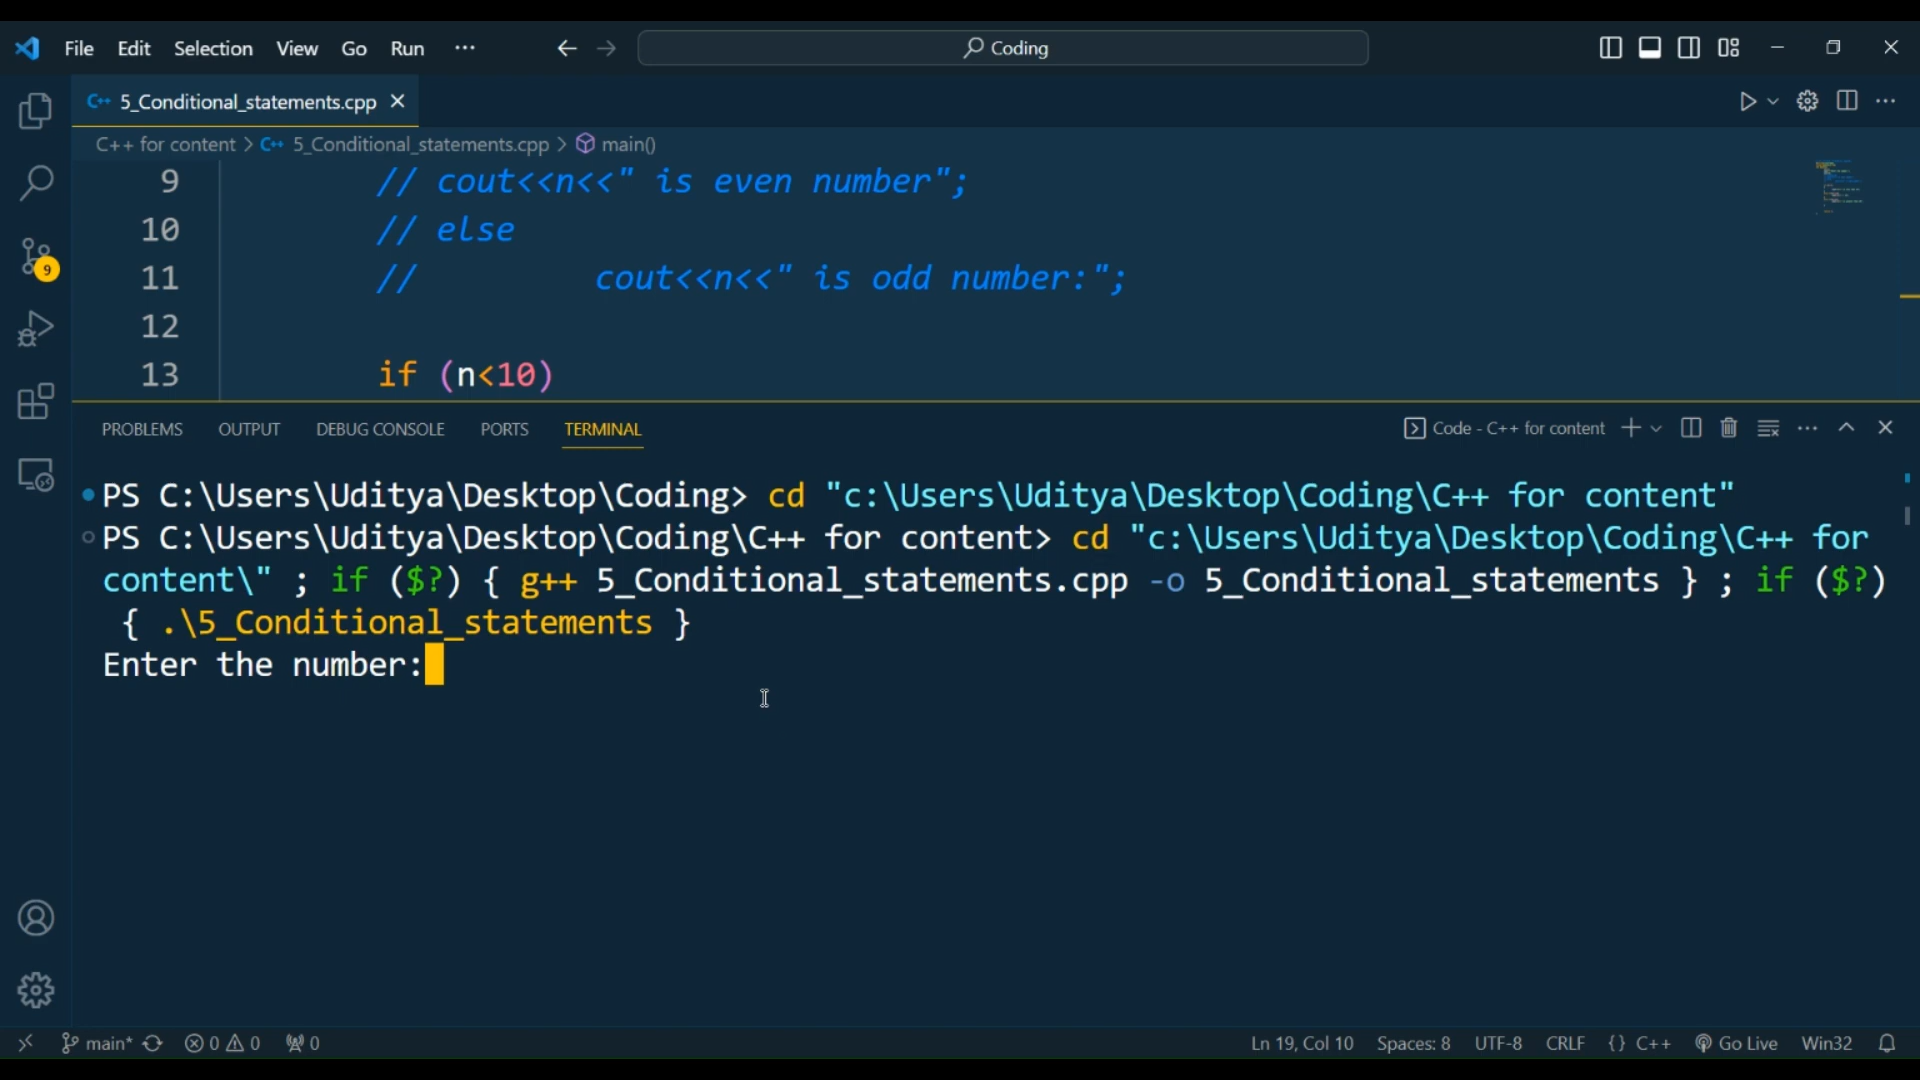 File Edit Selection View Go Run ··· Coding
C++ 5_Conditional_statements.cpp
C++ for content > C++ 5_Conditional_statements.cpp > main()
9 // cout<<n<<" is even number";
10 // else
11 // cout<<n<<" is odd number:";
12
13 if (n<10)
PROBLEMS OUTPUT DEBUG CONSOLE PORTS TERMINAL Code - C++ for content
PS C:\Users\Uditya\Desktop\Coding> cd "c:\Users\Uditya\Desktop\Coding\C++ for content"
PS C:\Users\Uditya\Desktop\Coding\C++ for content> cd "c:\Users\Uditya\Desktop\Coding\C++ for
content\" ; if ($?) { g++ 5_Conditional_statements.cpp -o 5_Conditional_statements } ; if ($?)
{ .\5_Conditional_statements }
Enter the number:
9
main* 0 0 0 Ln 19, Col 10 Spaces: 8 UTF-8 CRLF {} C++ Go Live Win32